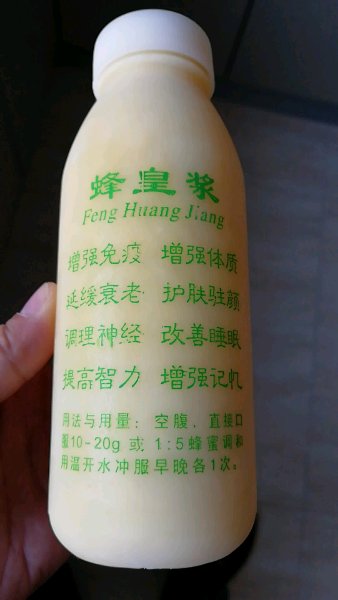 蜂皇浆
Feng Huang Jiang
增强免疫 增强体质
延缓衰老 护肤驻颜
调理神经 改善睡眠
提高智力 增强记忆
用法与用量：空腹，直接口
服10-20g 或 1:5蜂蜜调和
用温开水冲服早晚各1次。